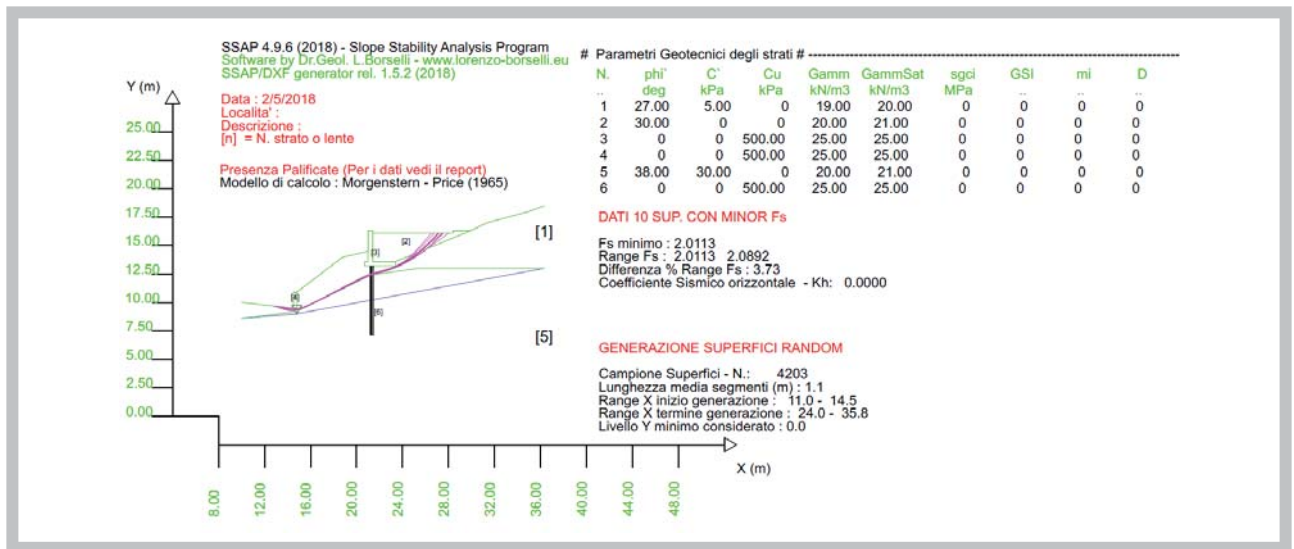 SSAP 4.9.6 (2018) - Slope Stability Analysis Program
Software by Dr.Geol. L.Borselli - www.lorenzo-borselli.eu
SSAP/DXF generator rel. 1.5.2 (2018)
Data : 2/5/2018
Localita' :
Descrizione :
[n] = N. strato o lente
Presenza Palificate (Per i dati vedi il report)
Modello di calcolo : Morgenstern - Price (1965)
# Parametri Geotecnici degli strati # --------------------------------------------------------------------------------
N. phi` C` Cu Gamm GammSat sgci GSI mi D
.. deg kPa kPa kN/m3 kN/m3 MPa .. .. ..
1 27.00 5.00 0 19.00 20.00 0 0 0 0
2 30.00 0 0 20.00 21.00 0 0 0 0
3 0 0 500.00 25.00 25.00 0 0 0 0
4 0 0 500.00 25.00 25.00 0 0 0 0
5 38.00 30.00 0 20.00 21.00 0 0 0 0
6 0 0 500.00 25.00 25.00 0 0 0 0
DATI 10 SUP. CON MINOR Fs
Fs minimo : 2.0113
Range Fs : 2.0113 2.0892
Differenza % Range Fs : 3.73
Coefficiente Sismico orizzontale - Kh: 0.0000
GENERAZIONE SUPERFICI RANDOM
Campione Superfici - N.: 4203
Lunghezza media segmenti (m) : 1.1
Range X inizio generazione : 11.0 - 14.5
Range X termine generazione : 24.0 - 35.8
Livello Y minimo considerato : 0.0
Y (m)
25.00
22.50
20.00
17.50
15.00
12.50
10.00
7.50
5.00
2.50
0.00
[1]
[2]
[3]
[4]
[6]
[5]
X (m)
8.00
12.00
16.00
20.00
24.00
28.00
32.00
36.00
40.00
44.00
48.00